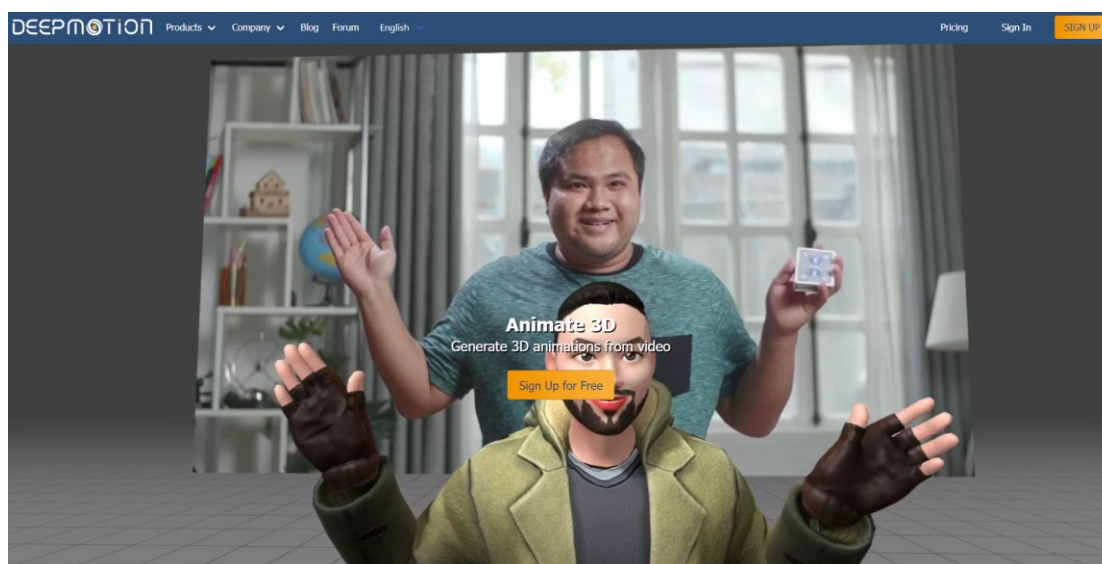 DEEPMOTION Products Company Blog Forum English Pricing Sign In SIGN UP
Animate 3D
Generate 3D animations from video
Sign Up for Free